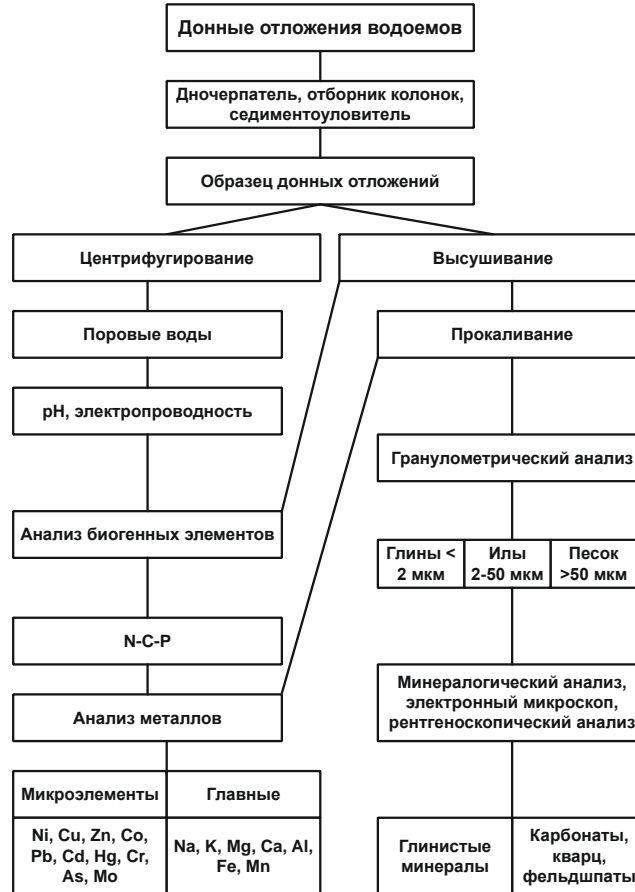 Донные отложения водоемов
Дночерпатель, отборник колонок,
седиментоуловитель
Образец донных отложений
Центрифугирование
Высушивание
Поровые воды
Прокаливание
pH, электропроводность
Гранулометрический анализ
Анализ биогенных элементов
Глины <
2 мкм
Илы
2-50 мкм
Песок
>50 мкм
N-C-P
Минералогический анализ,
электронный микроскоп,
рентгеноскопический анализ
Анализ металлов
Микроэлементы
Главные
Ni, Cu, Zn, Co,
Pb, Cd, Hg, Cr,
As, Mo
Na, K, Mg, Ca, Al,
Fe, Mn
Глинистые
минералы
Карбонаты,
кварц,
фельдшпаты